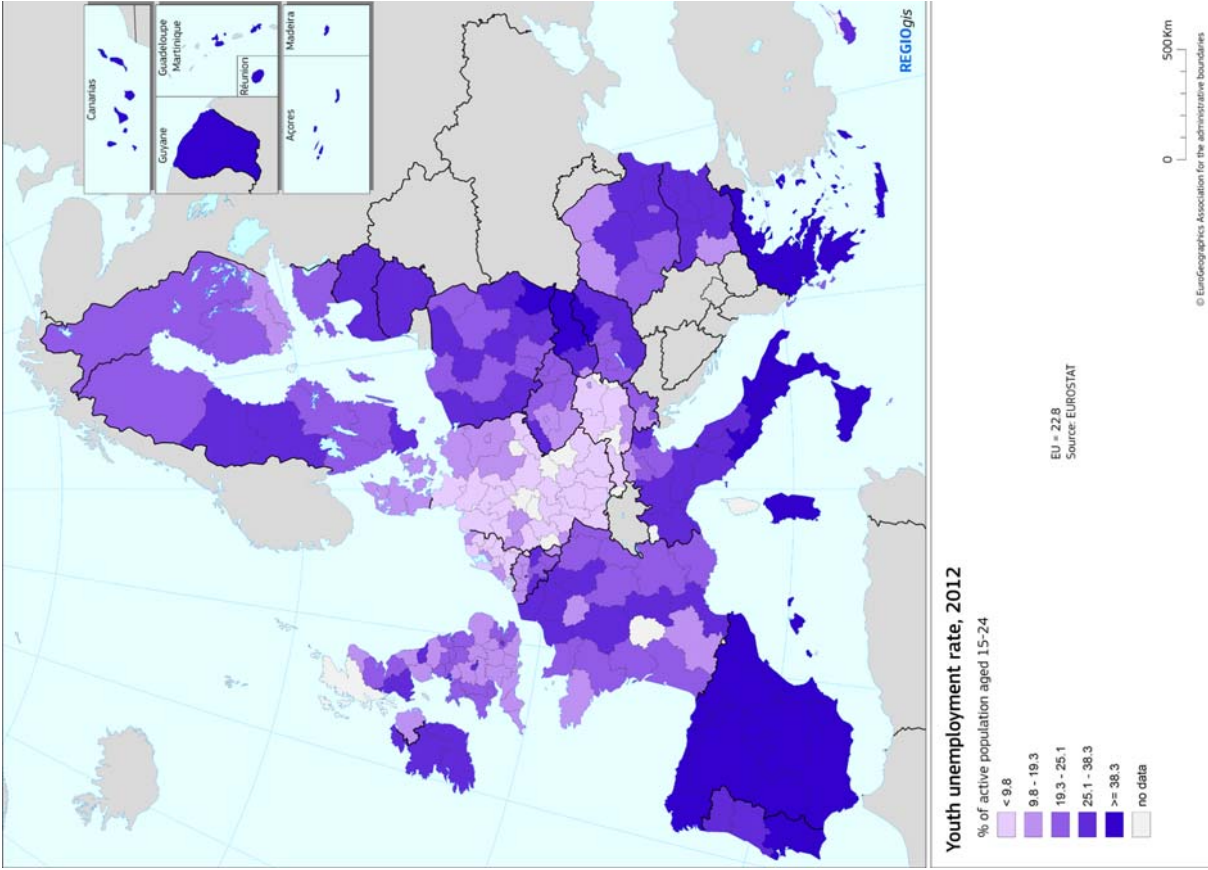 Canarias
Guyane
Guadeloupe
Martinique
Réunion
Açores
Madeira
REGIOgis
Youth unemployment rate, 2012
% of active population aged 15-24
< 9.8
9.8 - 19.3
19.3 - 25.1
25.1 - 38.3
>= 38.3
no data
EU = 22.8
Source: EUROSTAT
0 500 Km
© EuroGeographics Association for the administrative boundaries